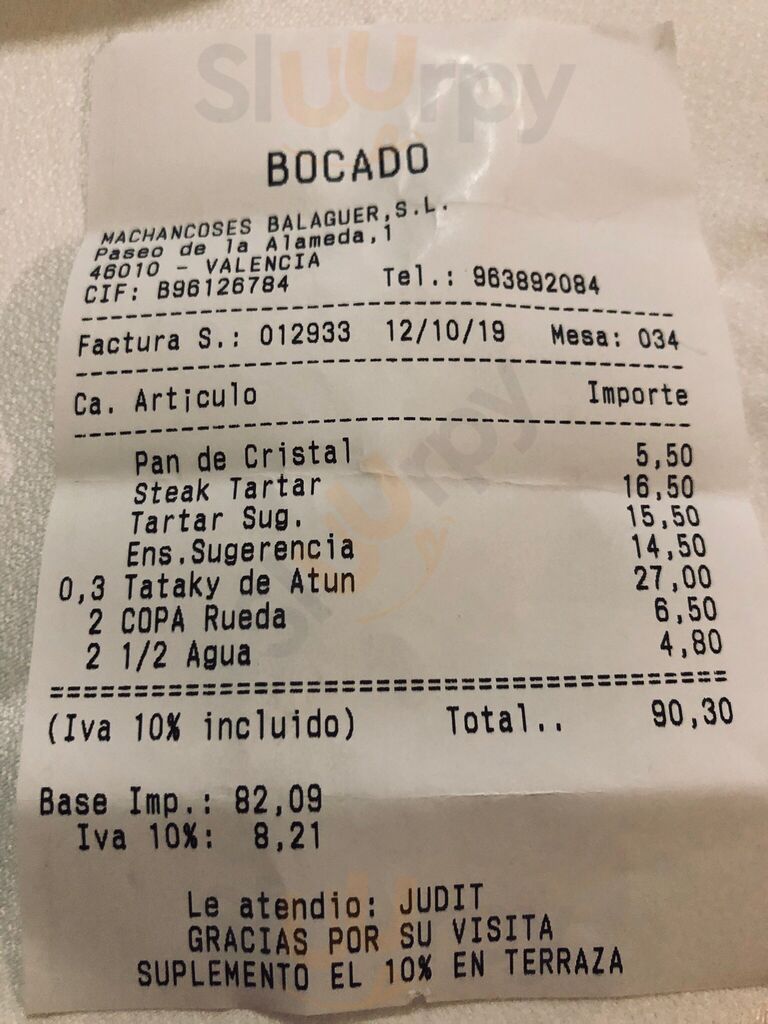 Sluurpy
BOCADO
MACHANCOSES BALAGUER,S.L.
Paseo de la Alameda,1
46010 - VALENCIA
CIF: B96126784 Tel.: 963892084
Factura S.: 012933 12/10/19 Mesa: 034
Ca. Articulo Importe
Pan de Cristal 5,50
Steak Tartar 16,50
Tartar Sug. 15,50
Ens.Sugerencia 14,50
0,3 Tataky de Atun 27,00
2 COPA Rueda 6,50
2 1/2 Agua 4,80
(Iva 10% incluido) Total.. 90,30
Base Imp.: 82,09
Iva 10%: 8,21
Le atendio: JUDIT
GRACIAS POR SU VISITA
SUPLEMENTO EL 10% EN TERRAZA
Sluurpy